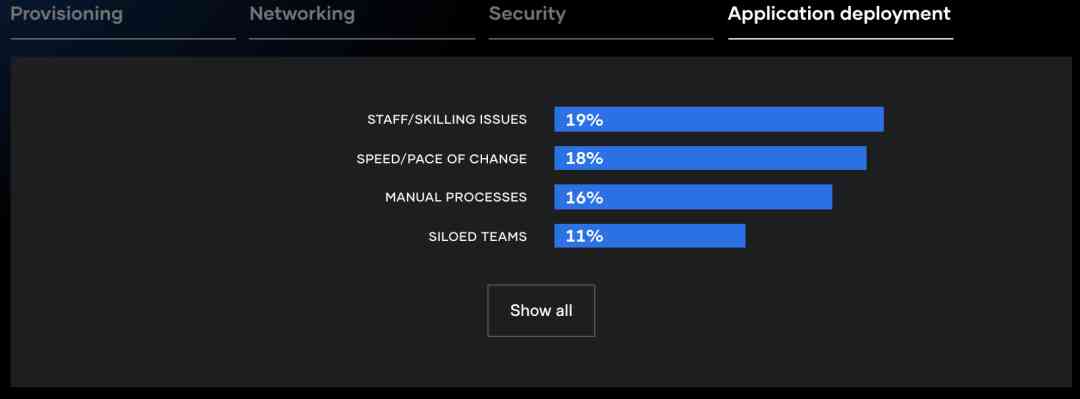 Provisioning
Networking
Security
Application deployment
STAFF/SKILLING ISSUES 19%
SPEED/PACE OF CHANGE 18%
MANUAL PROCESSES 16%
SILOED TEAMS 11%
Show all